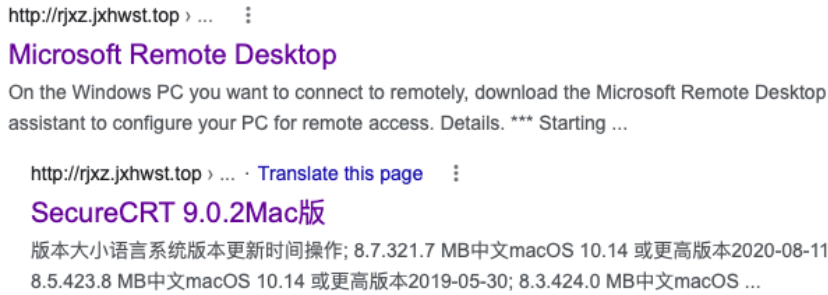 http://rjxz.jxhwst.top › ...
Microsoft Remote Desktop
On the Windows PC you want to connect to remotely, download the Microsoft Remote Desktop
assistant to configure your PC for remote access. Details. *** Starting ...
http://rjxz.jxhwst.top › ... · Translate this page
SecureCRT 9.0.2Mac版
版本大小语言系统版本更新时间操作; 8.7.321.7 MB中文macOS 10.14 或更高版本2020-08-11
8.5.423.8 MB中文macOS 10.14 或更高版本2019-05-30; 8.3.424.0 MB中文macOS ...